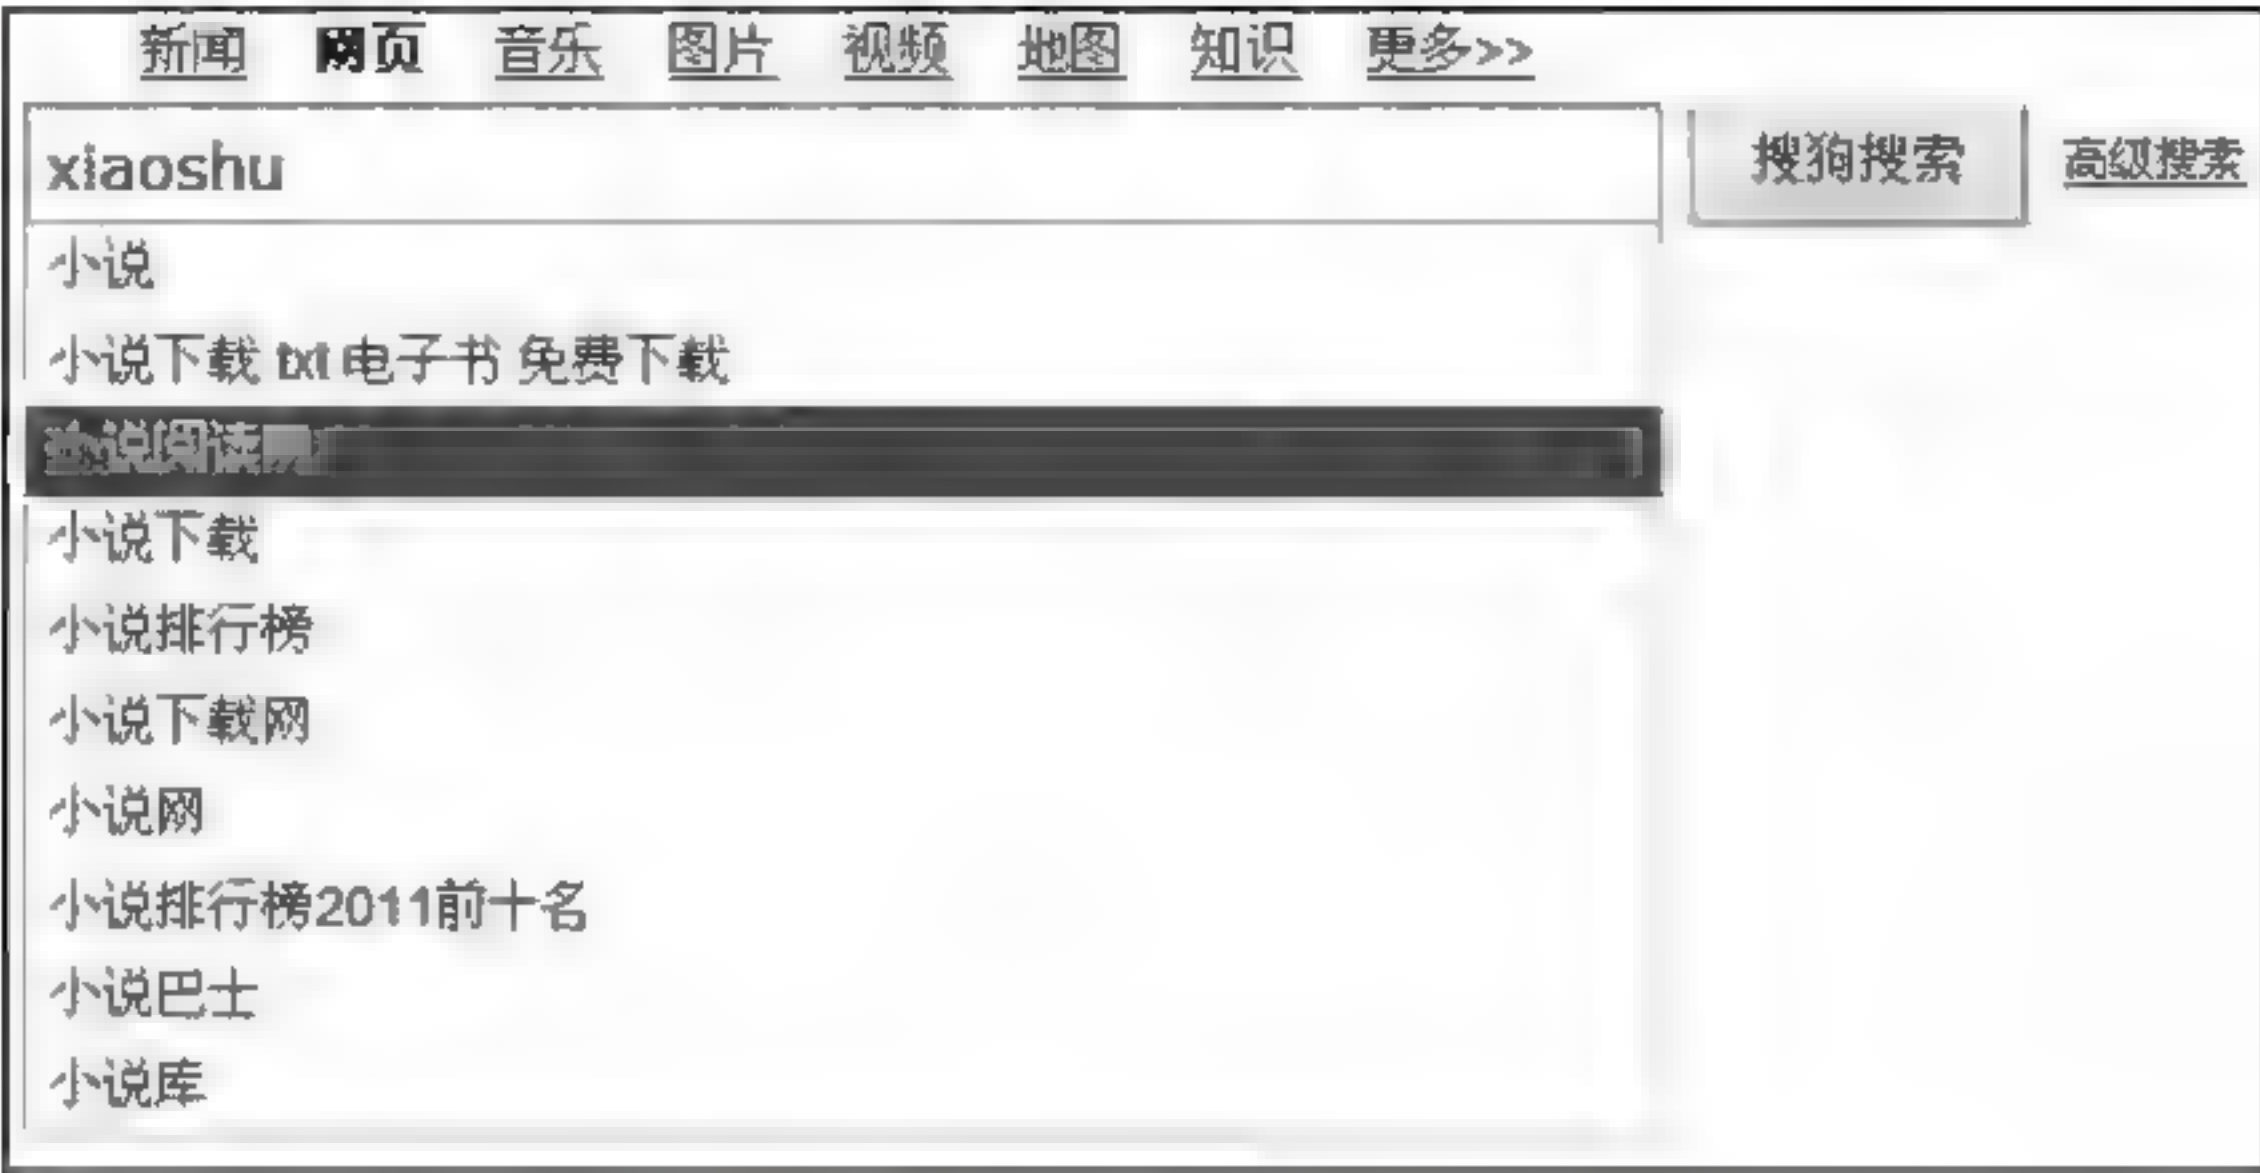 新闻 网页 音乐 图片 视频 地图 知识 更多>>
xiaoshu 搜狗搜索 高级搜索
小说
小说下载 txt 电子书 免费下载
说阅读
小说下载
小说排行榜
小说下载网
小说网
小说排行榜2011前十名
小说巴士
小说库